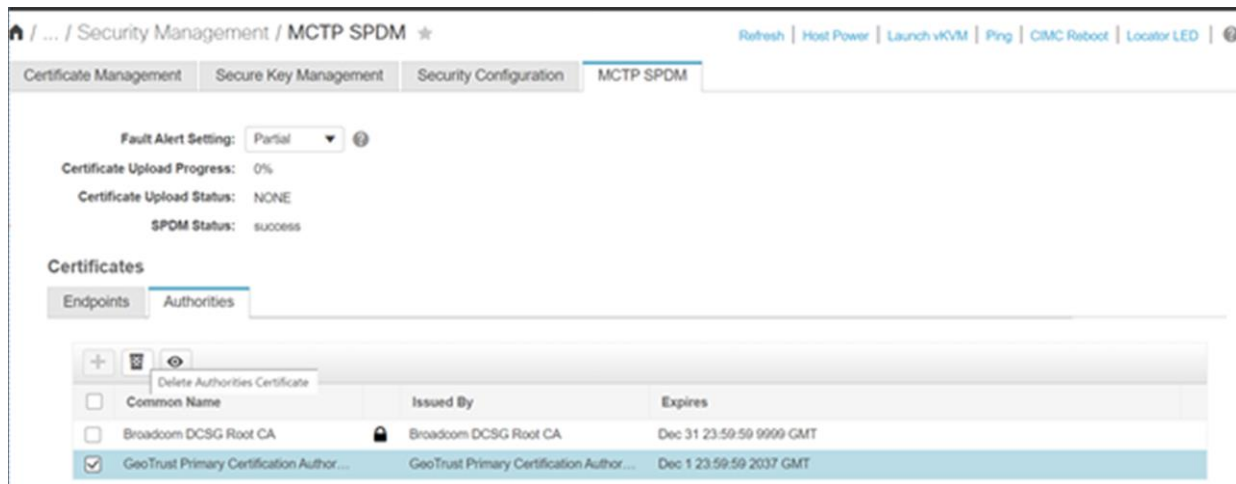 / ... / Security Management / MCTP SPDM
Refresh | Host Power | Launch vKVM | Ping | CIMC Reboot | Locator LED |
Certificate Management Secure Key Management Security Configuration MCTP SPDM
Fault Alert Setting: Partial
Certificate Upload Progress: 0%
Certificate Upload Status: NONE
SPDM Status: success
Certificates
Endpoints Authorities
Delete Authorities Certificate
Common Name Issued By Expires
Broadcom DCSG Root CA Broadcom DCSG Root CA Dec 31 23:59:59 9999 GMT
GeoTrust Primary Certification Author... GeoTrust Primary Certification Author... Dec 1 23:59:59 2037 GMT